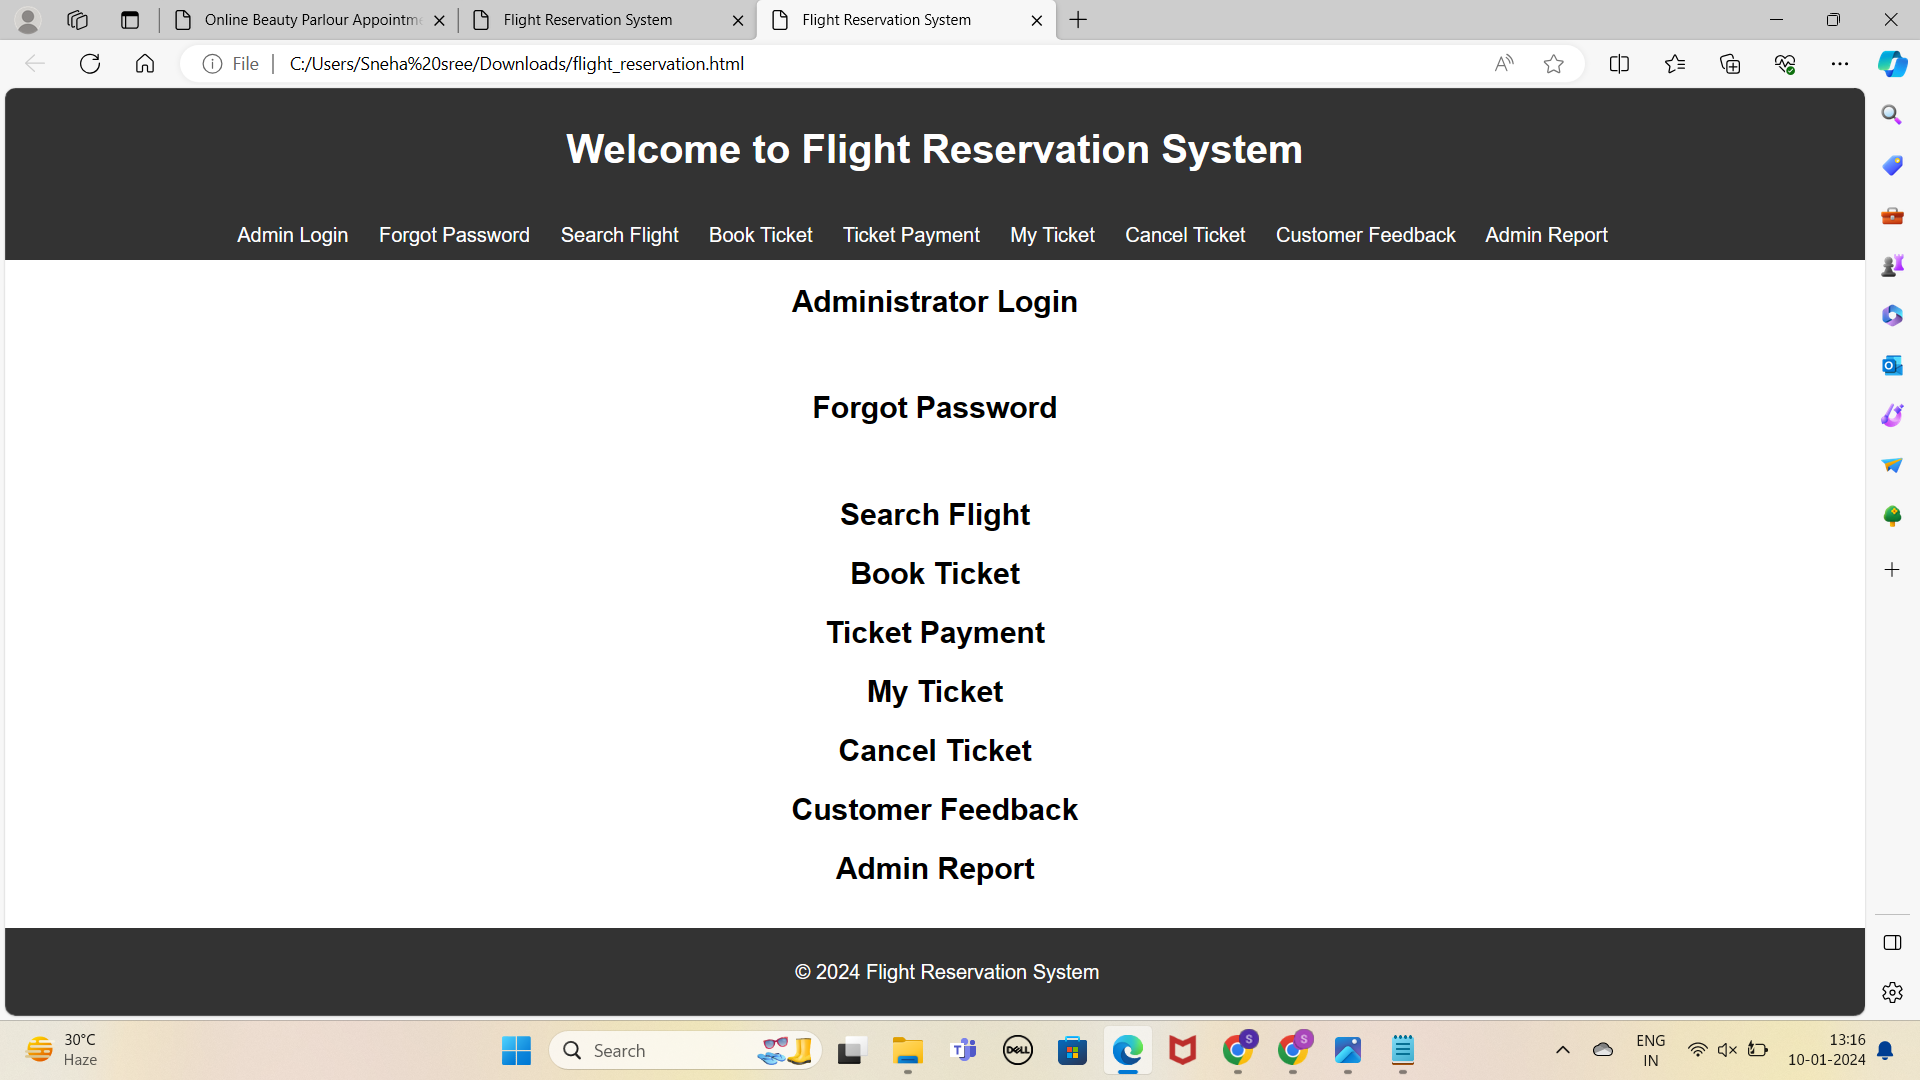 Online Beauty Parlour Appointme
Flight Reservation System
Flight Reservation System
File
C:/Users/Sneha%20sree/Downloads/flight_reservation.html
Welcome to Flight Reservation System
Admin Login Forgot Password Search Flight Book Ticket Ticket Payment My Ticket Cancel Ticket Customer Feedback Admin Report
Administrator Login
Forgot Password
Search Flight
Book Ticket
Ticket Payment
My Ticket
Cancel Ticket
Customer Feedback
Admin Report
© 2024 Flight Reservation System
30°C
Haze
Search
DELL
S
S
ENG
IN
13:16
10-01-2024